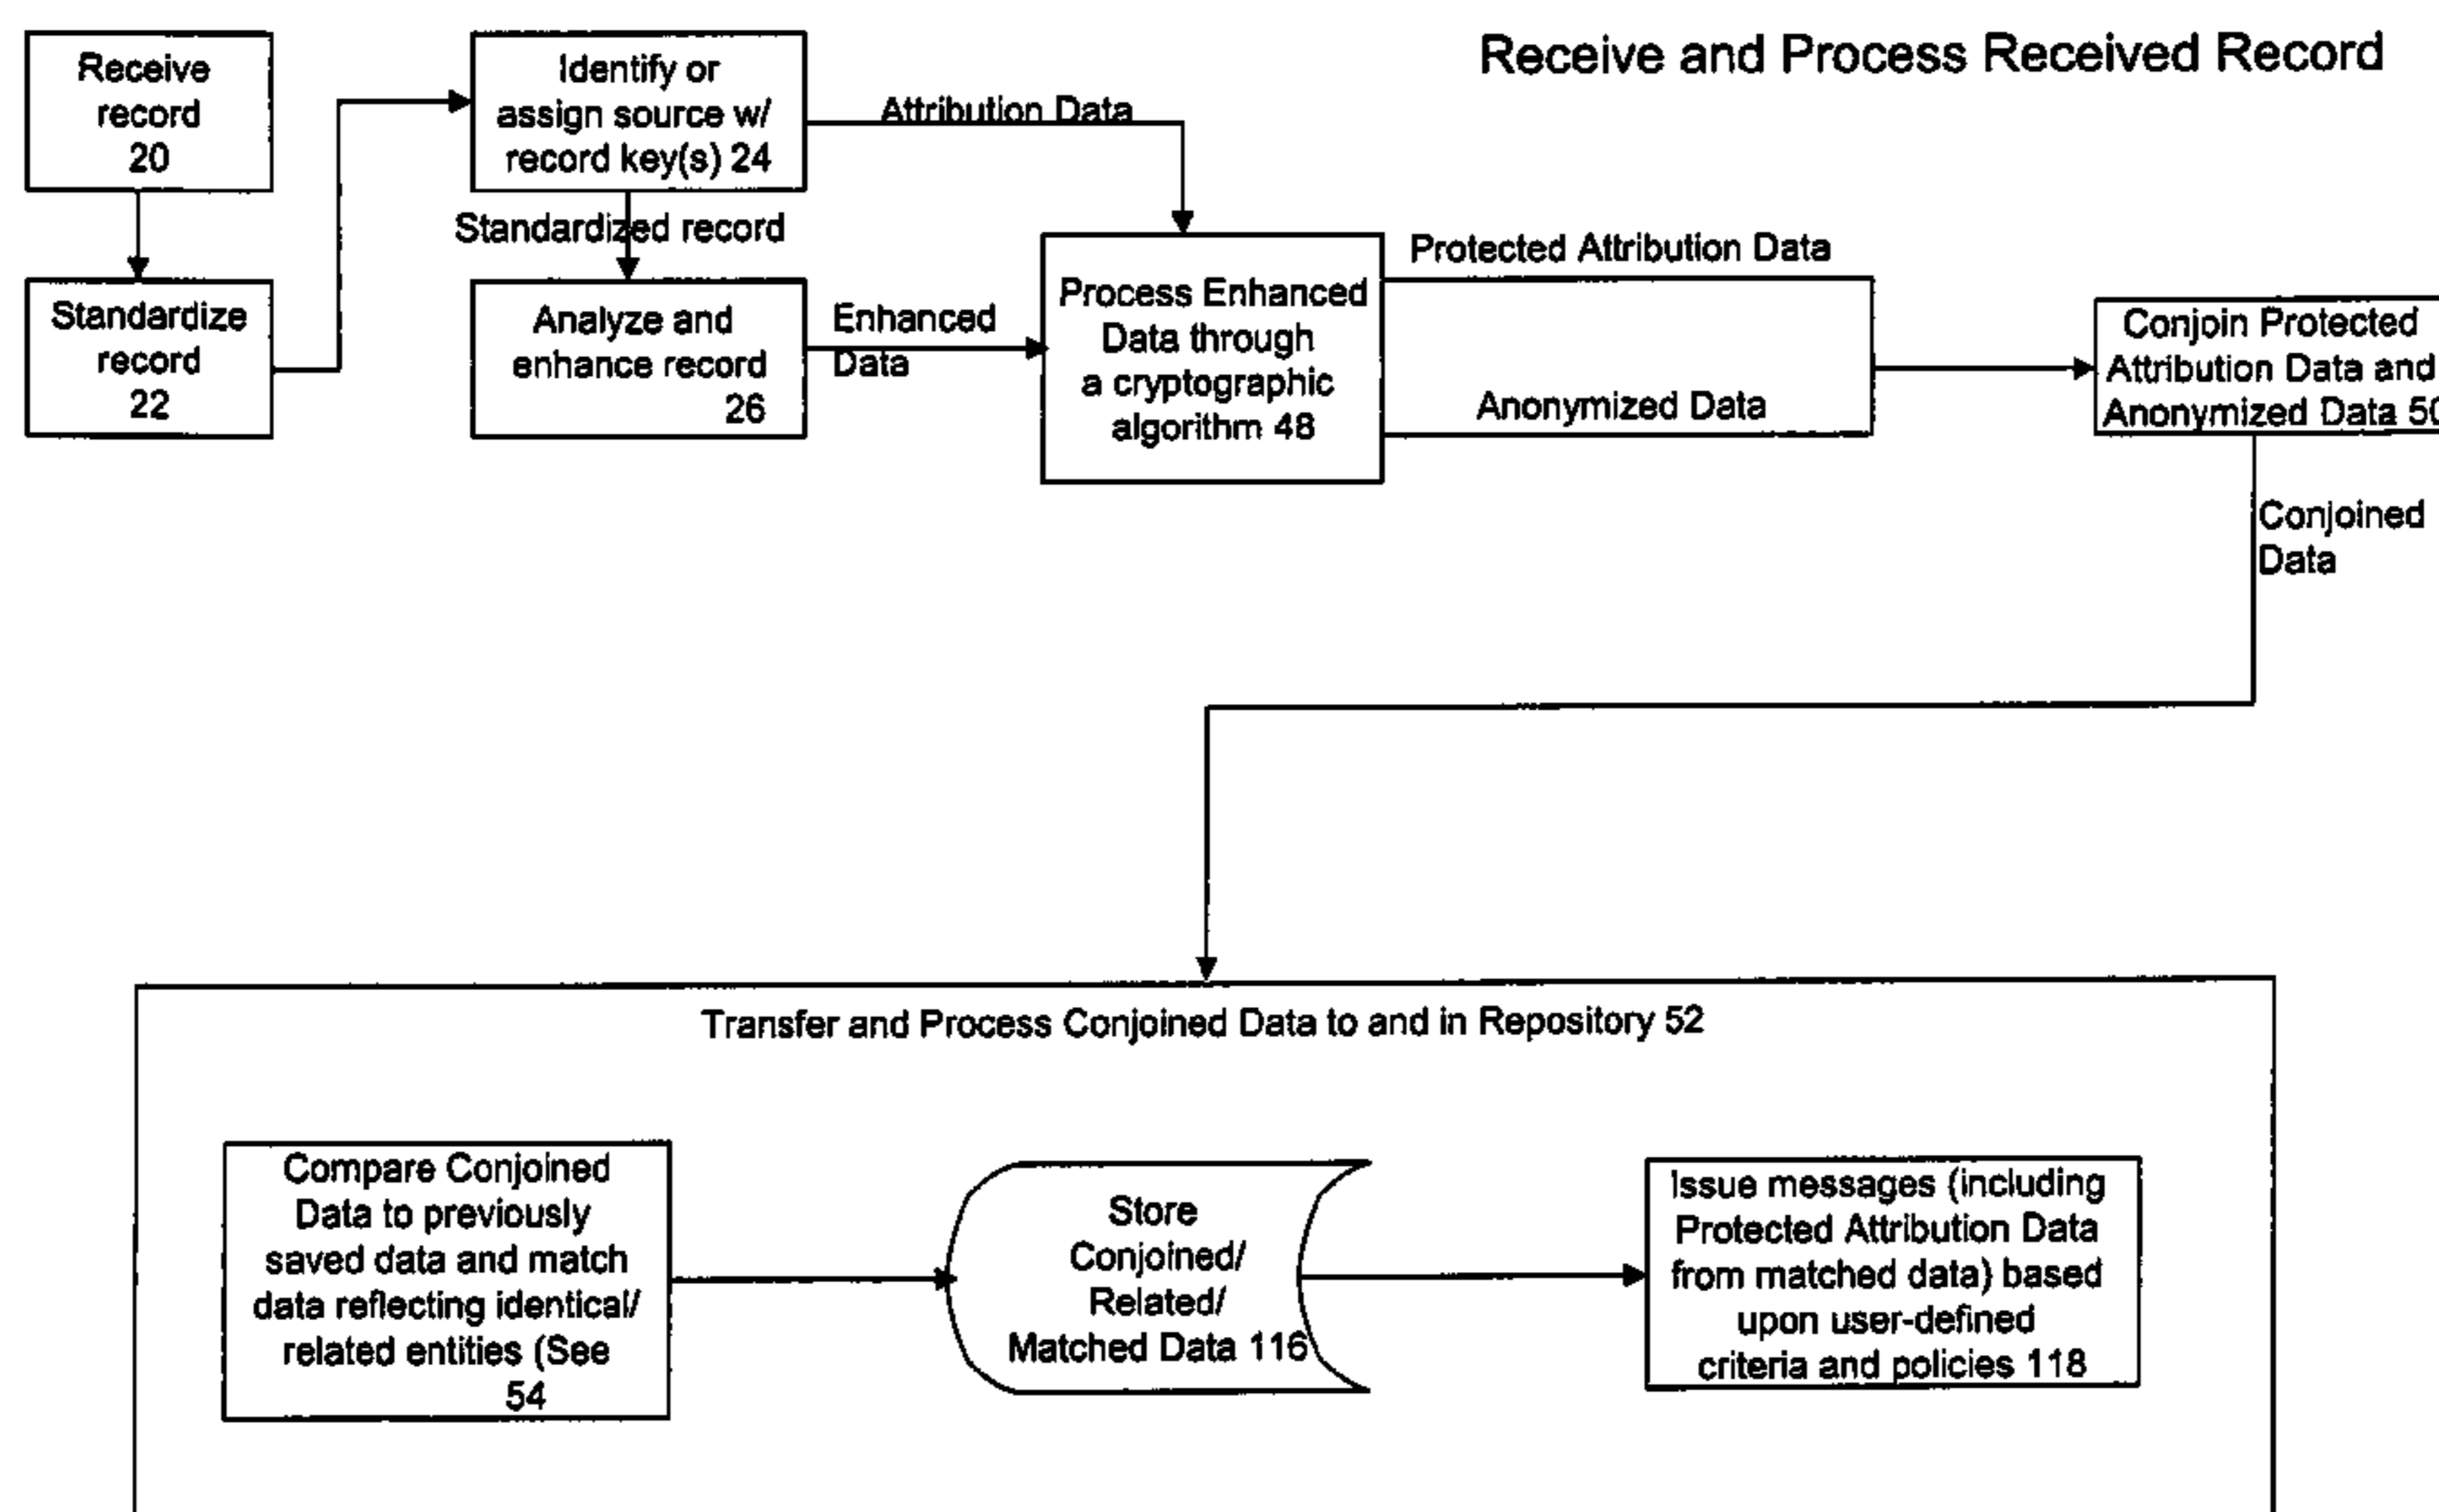 Receive and Process Received Record
Receive
record
20
Standardize
record
22
Identify or
assign source w/
record key(s) 24
Attribution Data
Standardized record
Analyze and
enhance record
26
Enhanced
Data
Process Enhanced
Data through
a cryptographic
algorithm 48
Protected Attribution Data
Anonymized Data
Conjoin Protected
Attribution Data and
Anonymized Data 50
Conjoined
Data
Transfer and Process Conjoined Data to and in Repository 52
Compare Conjoined
Data to previously
saved data and match
data reflecting identical/
related entities (See
54
Store
Conjoined/
Related/
Matched Data 116
Issue messages (including
Protected Attribution Data
from matched data) based
upon user-defined
criteria and policies 118